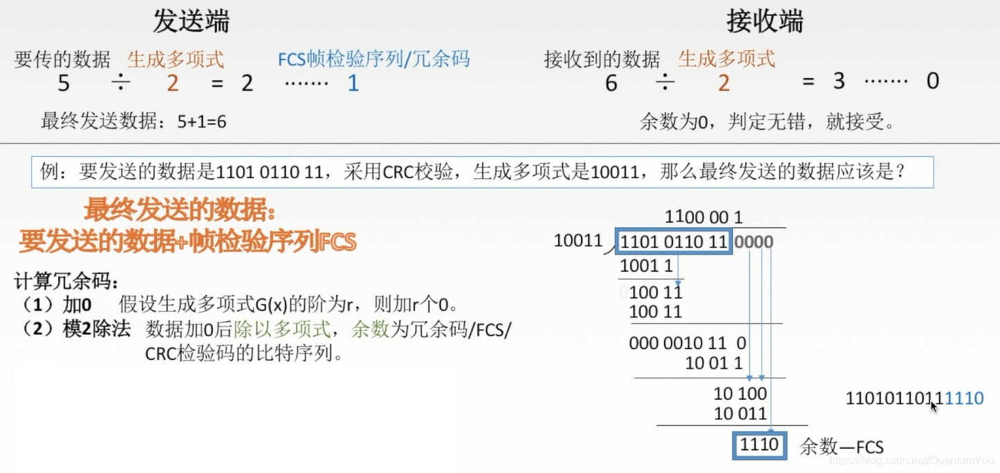 发送端
接收端
要传的数据 生成多项式 FCS帧检验序列/冗余码
5 ÷ 2 = 2 ······· 1
最终发送数据：5+1=6
接收到的数据 生成多项式
6 ÷ 2 = 3 ······· 0
余数为0，判定无错，就接受。
例：要发送的数据是1101 0110 11，采用CRC校验，生成多项式是10011，那么最终发送的数据应该是？
最终发送的数据：
要发送的数据+帧检验序列FCS
计算冗余码：
（1）加0 假设生成多项式G(x)的阶为r，则加r个0。
（2）模2除法 数据加0后除以多项式，余数为冗余码/FCS/
CRC检验码的比特序列。
1100 00 1
10011 1101 0110 11 0000
1001 1
0100 11
100 11
000 0010 11 0
10 01 1
10 100
10 011
1110 余数—FCS
11010110111110
https://blog.csdn.net/QuantumYou